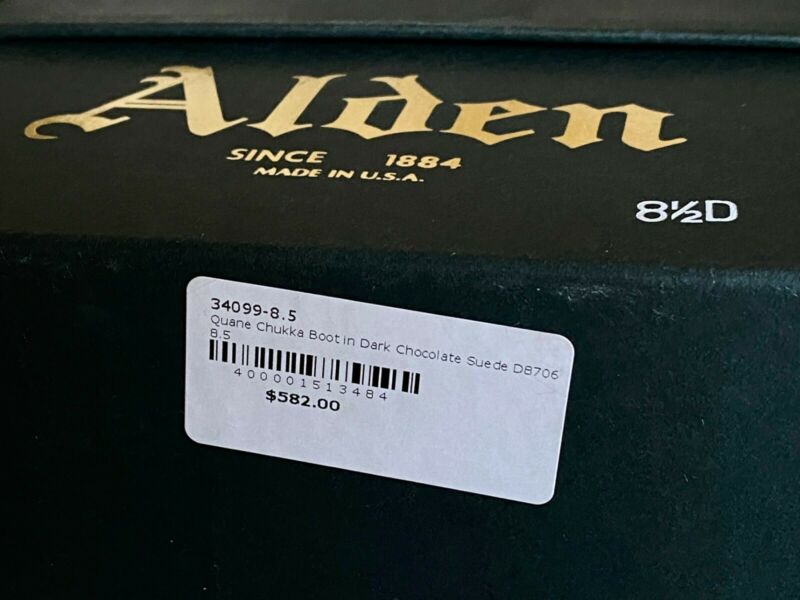 Alden
SINCE 1884
MADE IN U.S.A.
8½D
34099-8.5
Quane Chukka Boot in Dark Chocolate Suede D8706
8.5
400001513484
$582.00